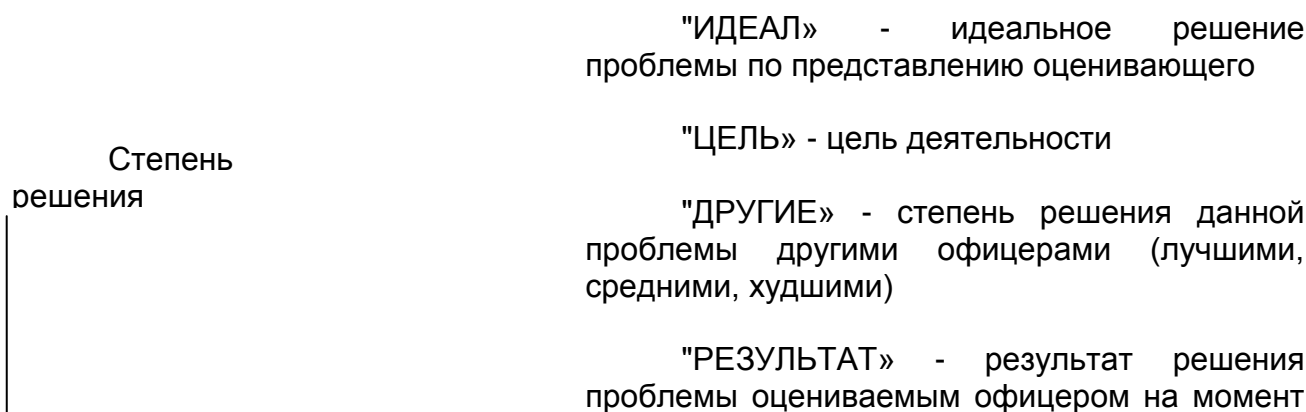 "ИДЕАЛ» - идеальное решение
проблемы по представлению оценивающего
"ЦЕЛЬ» - цель деятельности
Степень
решения
"ДРУГИЕ» - степень решения данной
проблемы другими офицерами (лучшими,
средними, худшими)
"РЕЗУЛЬТАТ» - результат решения
проблемы оцениваемым офицером на момент